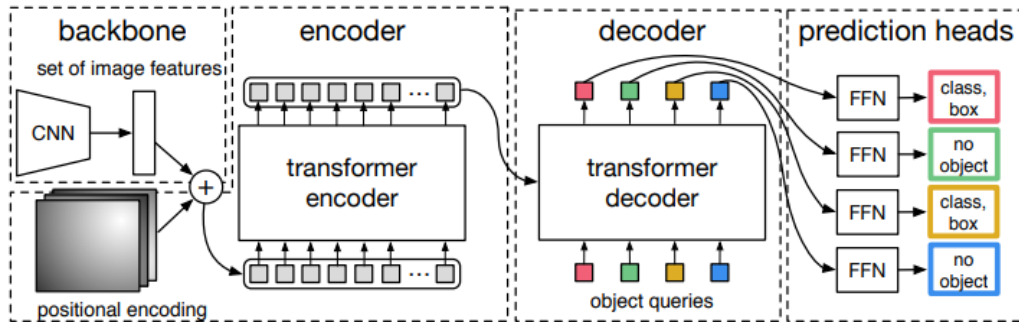 backbone
set of image features
CNN
+
positional encoding
encoder
...
transformer
encoder
...
decoder
transformer
decoder
object queries
prediction heads
FFN
class,
box
FFN
no
object
FFN
class,
box
FFN
no
object